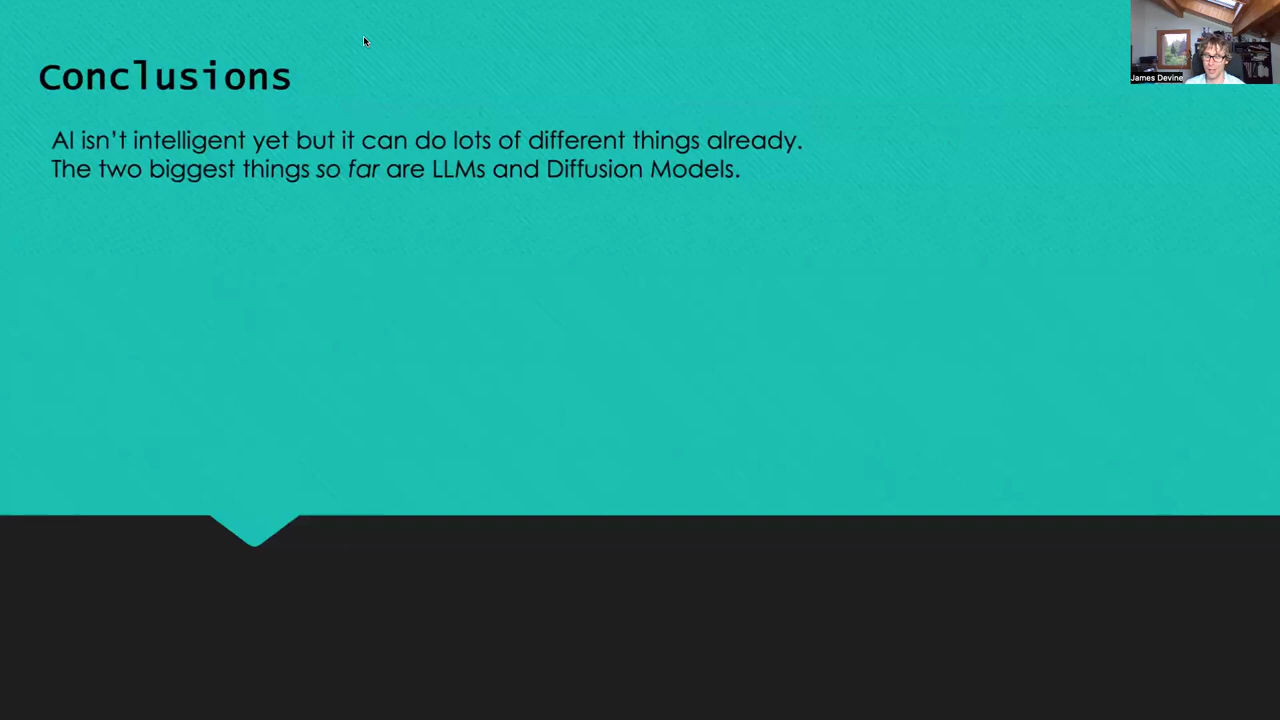 Conclusions
AI isn’t intelligent yet but it can do lots of different things already.
The two biggest things so far are LLMs and Diffusion Models.
James Devine